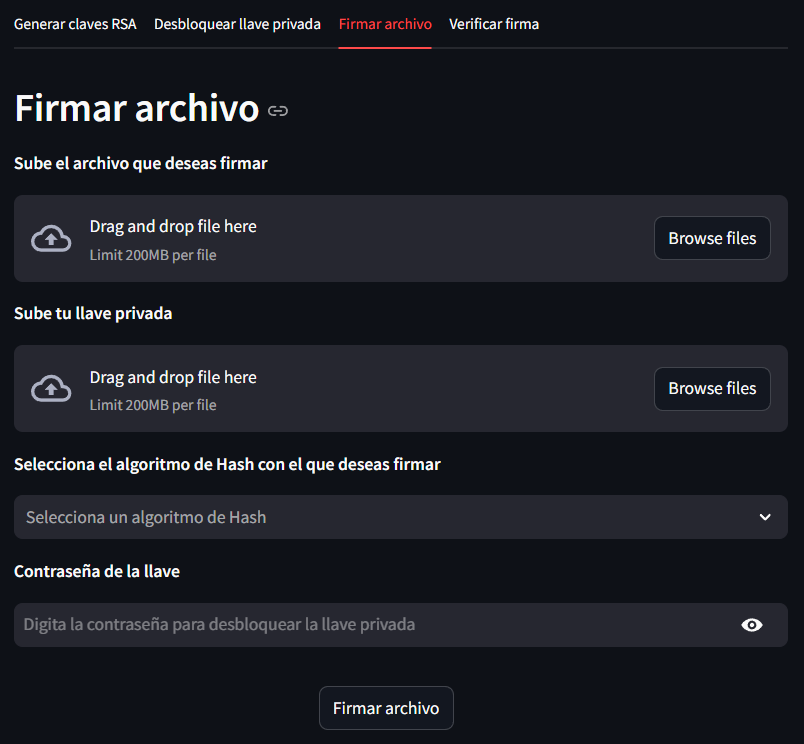 Generar claves RSA Desbloquear llave privada Firmar archivo Verificar firma
Firmar archivo
Sube el archivo que deseas firmar
Drag and drop file here
Limit 200MB per file
Browse files
Sube tu llave privada
Drag and drop file here
Limit 200MB per file
Browse files
Selecciona el algoritmo de Hash con el que deseas firmar
Selecciona un algoritmo de Hash
Contraseña de la llave
Digita la contraseña para desbloquear la llave privada
Firmar archivo